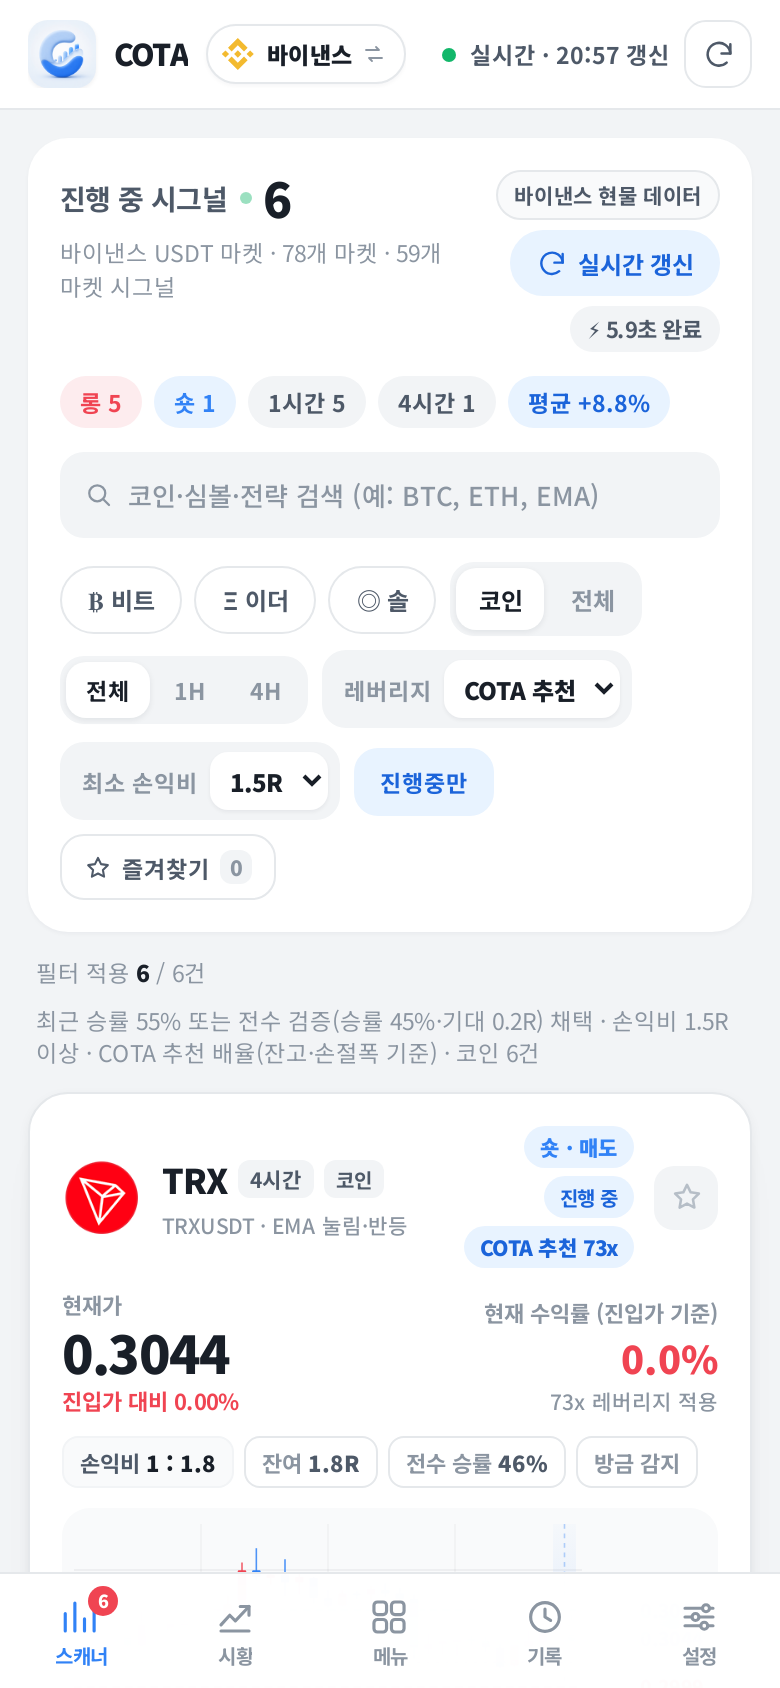 COTA 바이낸스 실시간 · 20:57 갱신
진행 중 시그널 6
바이낸스 현물 데이터
바이낸스 USDT 마켓 · 78개 마켓 · 59개
마켓 시그널
실시간 갱신
⚡ 5.9초 완료
롱 5 숏 1 1시간 5 4시간 1 평균 +8.8%
코인·심볼·전략 검색 (예: BTC, ETH, EMA)
₿ 비트 Ξ 이더 ◎ 솔 코인 전체
전체 1H 4H 레버리지 COTA 추천
최소 손익비 1.5R 진행중만
즐겨찾기 0
필터 적용 6 / 6건
최근 승률 55% 또는 전수 검증(승률 45%·기대 0.2R) 채택 · 손익비 1.5R
이상 · COTA 추천 배율(잔고·손절폭 기준) · 코인 6건
TRX 4시간 코인
TRXUSDT · EMA 눌림·반등
숏 · 매도
진행 중
COTA 추천 73x
현재가
0.3044
진입가 대비 0.00%
현재 수익률 (진입가 기준)
0.0%
73x 레버리지 적용
손익비 1 : 1.8 잔여 1.8R 전수 승률 46% 방금 감지
6
스캐너 시황 메뉴 기록 설정